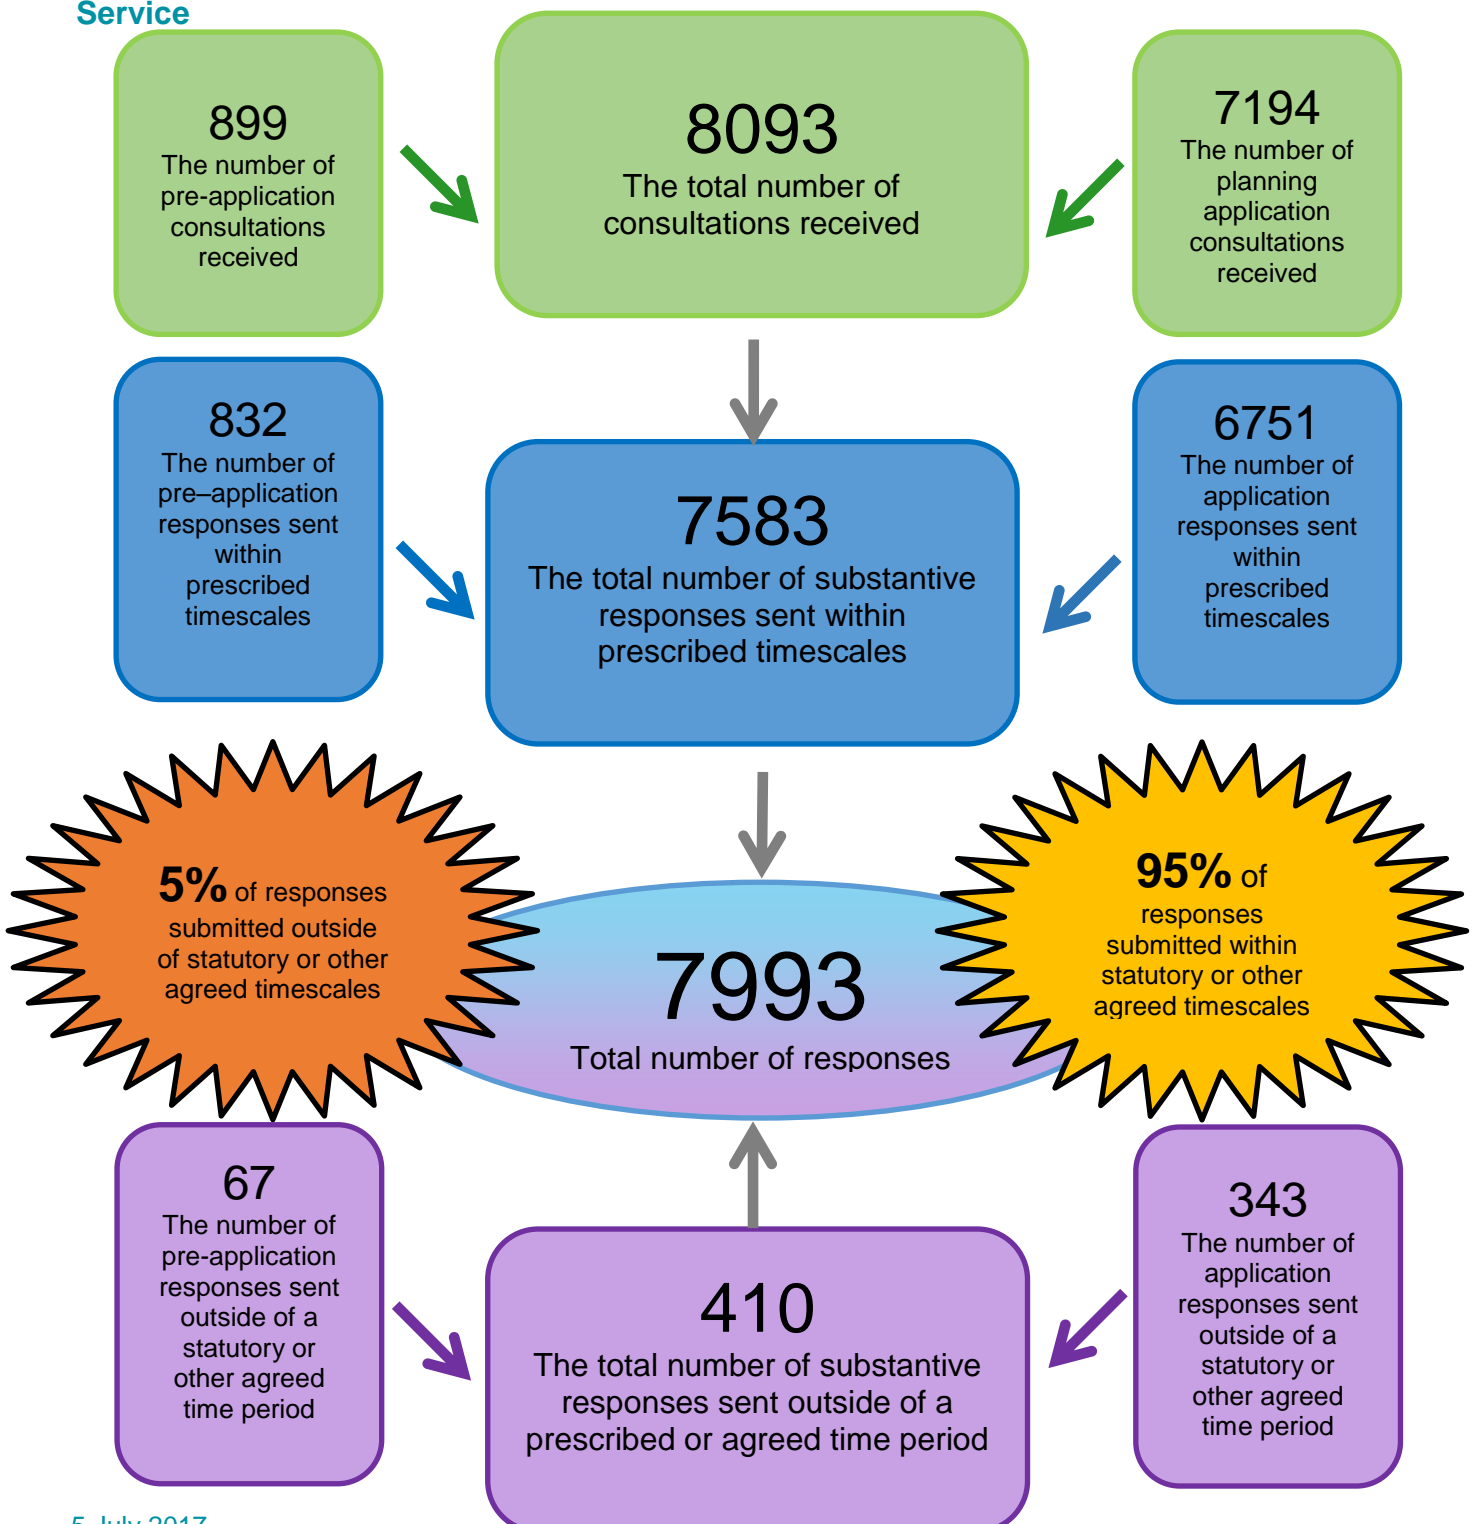 Service
899
The number of
pre-application
consultations
received
8093
The total number of
consultations received
7194
The number of
planning
application
consultations
received
832
The number of
pre–application
responses sent
within
prescribed
timescales
7583
The total number of substantive
responses sent within
prescribed timescales
6751
The number of
application
responses sent
within
prescribed
timescales
5% of responses
submitted outside
of statutory or other
agreed timescales
7993
Total number of responses
95% of
responses
submitted within
statutory or other
agreed timescales
67
The number of
pre-application
responses sent
outside of a
statutory or
other agreed
time period
410
The total number of substantive
responses sent outside of a
prescribed or agreed time period
343
The number of
application
responses sent
outside of a
statutory or
other agreed
time period
5 July 2017